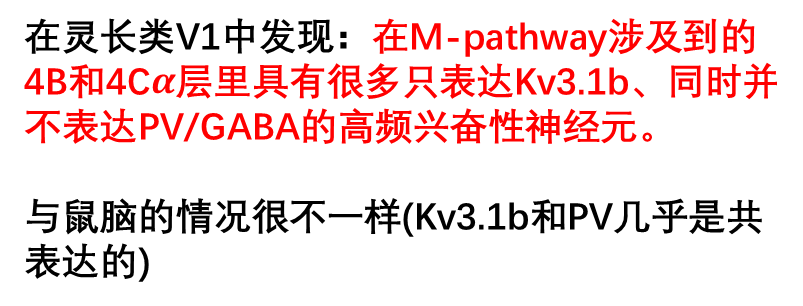 在灵长类V1中发现：在M-pathway涉及到的
4B和4Cα层里具有很多只表达Kv3.1b、同时并
不表达PV/GABA的高频兴奋性神经元。
与鼠脑的情况很不一样(Kv3.1b和PV几乎是共
表达的)